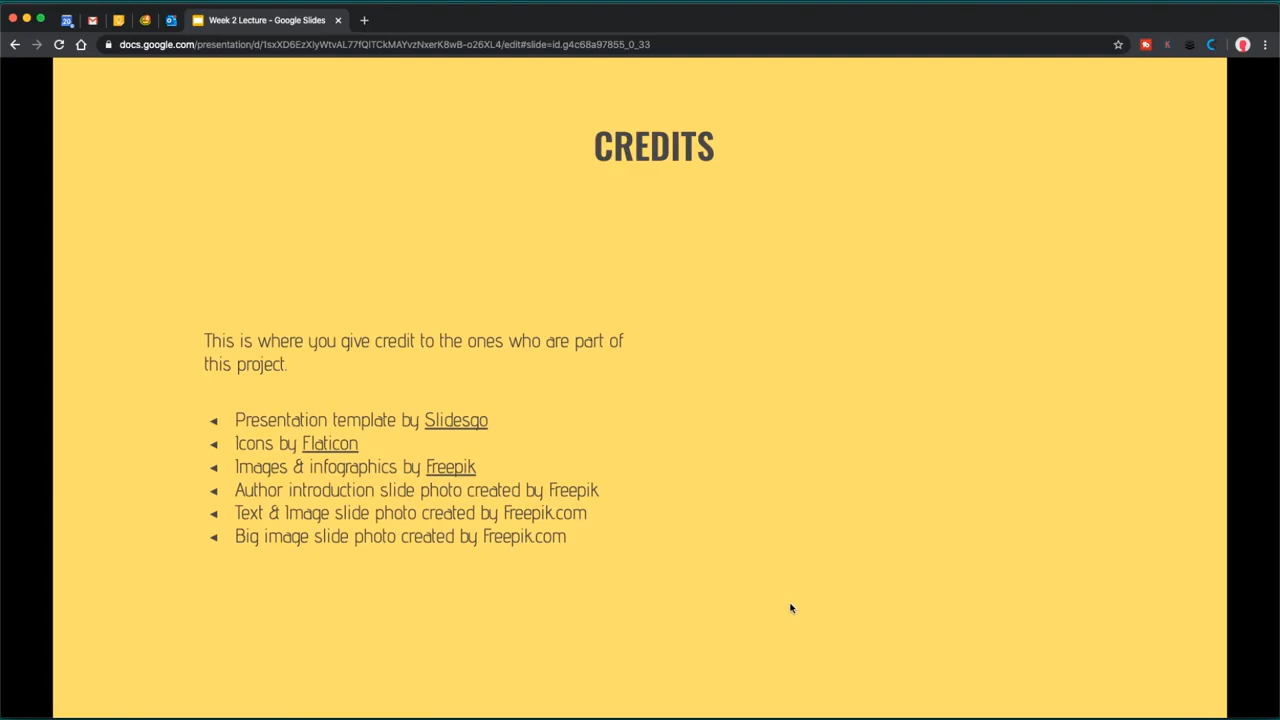 Week 2 Lecture - Google Slides
docs.google.com/presentation/d/1sxXD6EzXlyWtvAL77fQlTCkMAYvzNxerK8wB-o26XL4/edit#slide=id.g4c68a97855_0_33
CREDITS
This is where you give credit to the ones who are part of
this project.
Presentation template by Slidesgo
Icons by Flaticon
Images & infographics by Freepik
Author introduction slide photo created by Freepik
Text & Image slide photo created by Freepik.com
Big image slide photo created by Freepik.com